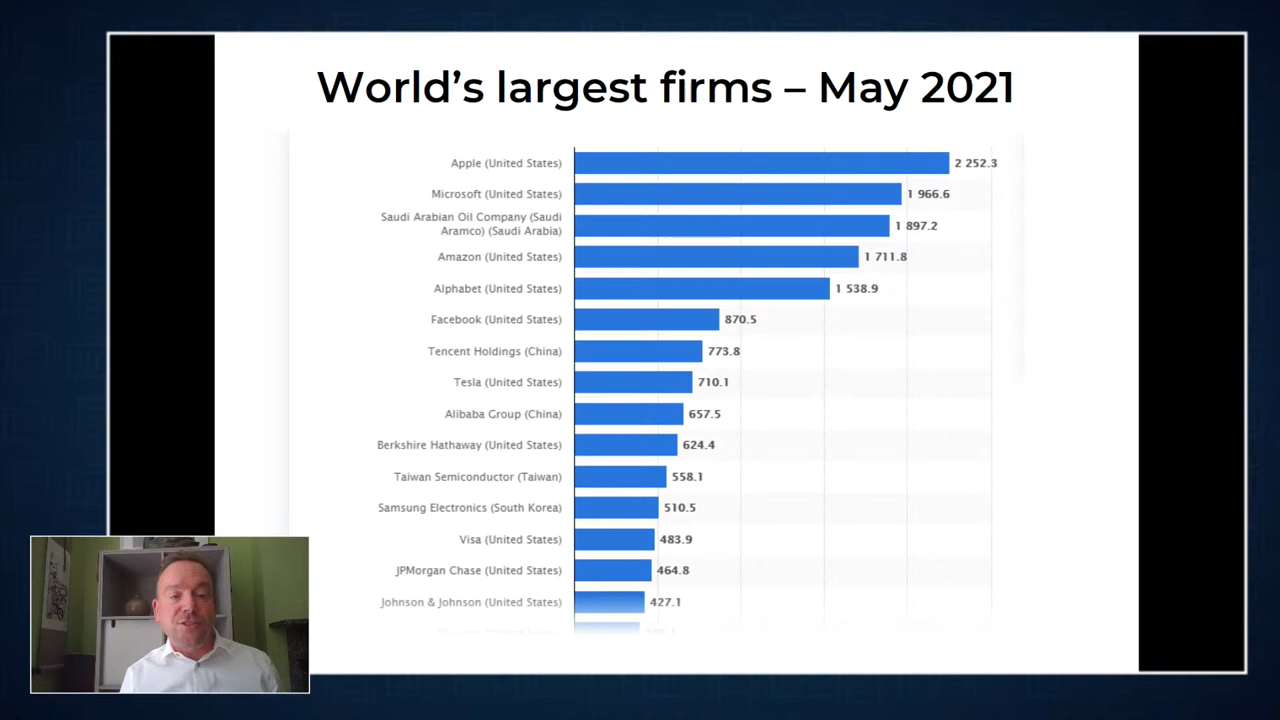 World's largest firms – May 2021
Apple (United States) 2 252.3
Microsoft (United States) 1 966.6
Saudi Arabian Oil Company (Saudi
Aramco) (Saudi Arabia) 1 897.2
Amazon (United States) 1 711.8
Alphabet (United States) 1 538.9
Facebook (United States) 870.5
Tencent Holdings (China) 773.8
Tesla (United States) 710.1
Alibaba Group (China) 657.5
Berkshire Hathaway (United States) 624.4
Taiwan Semiconductor (Taiwan) 558.1
Samsung Electronics (South Korea) 510.5
Visa (United States) 483.9
JPMorgan Chase (United States) 464.8
Johnson & Johnson (United States) 427.1